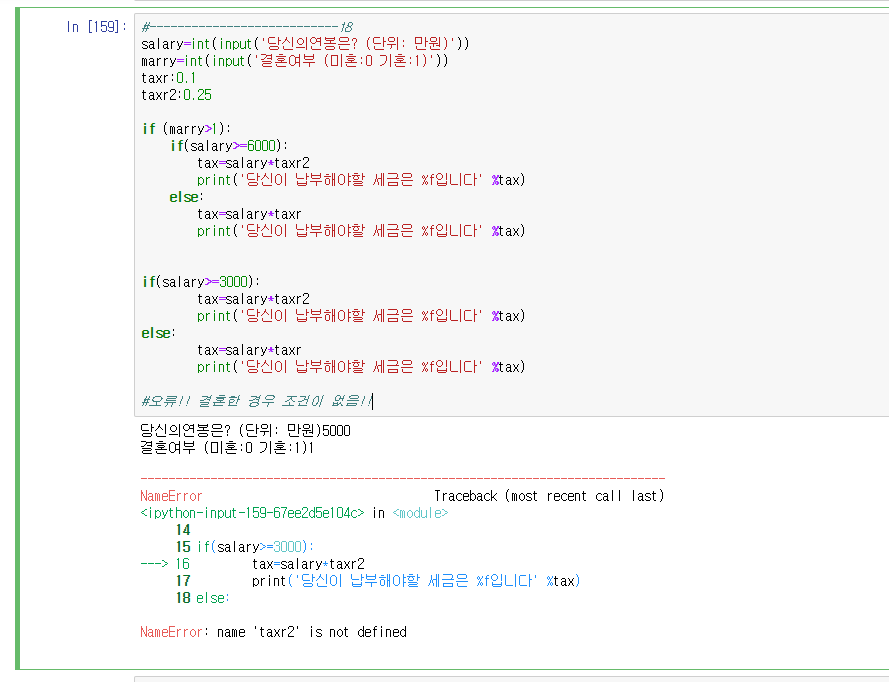 In [159]:
#---------------------------18
salary=int(input('당신의연봉은? (단위: 만원)'))
marry=int(input('결혼여부 (미혼:0 기혼:1)'))
taxr:0.1
taxr2:0.25
if (marry>1):
if(salary>=6000):
tax=salary*taxr2
print('당신이 납부해야할 세금은 %f입니다' %tax)
else:
tax=salary*taxr
print('당신이 납부해야할 세금은 %f입니다' %tax)
if(salary>=3000):
tax=salary*taxr2
print('당신이 납부해야할 세금은 %f입니다' %tax)
else:
tax=salary*taxr
print('당신이 납부해야할 세금은 %f입니다' %tax)
#오류!! 결혼한 경우 조건이 없음!!
당신의연봉은? (단위: 만원)5000
결혼여부 (미혼:0 기혼:1)1
---------------------------------------------------------------------------
NameError Traceback (most recent call last)
<ipython-input-159-67ee2d5e104c> in <module>
14
15 if(salary>=3000):
---> 16 tax=salary*taxr2
17 print('당신이 납부해야할 세금은 %f입니다' %tax)
18 else:
NameError: name 'taxr2' is not defined